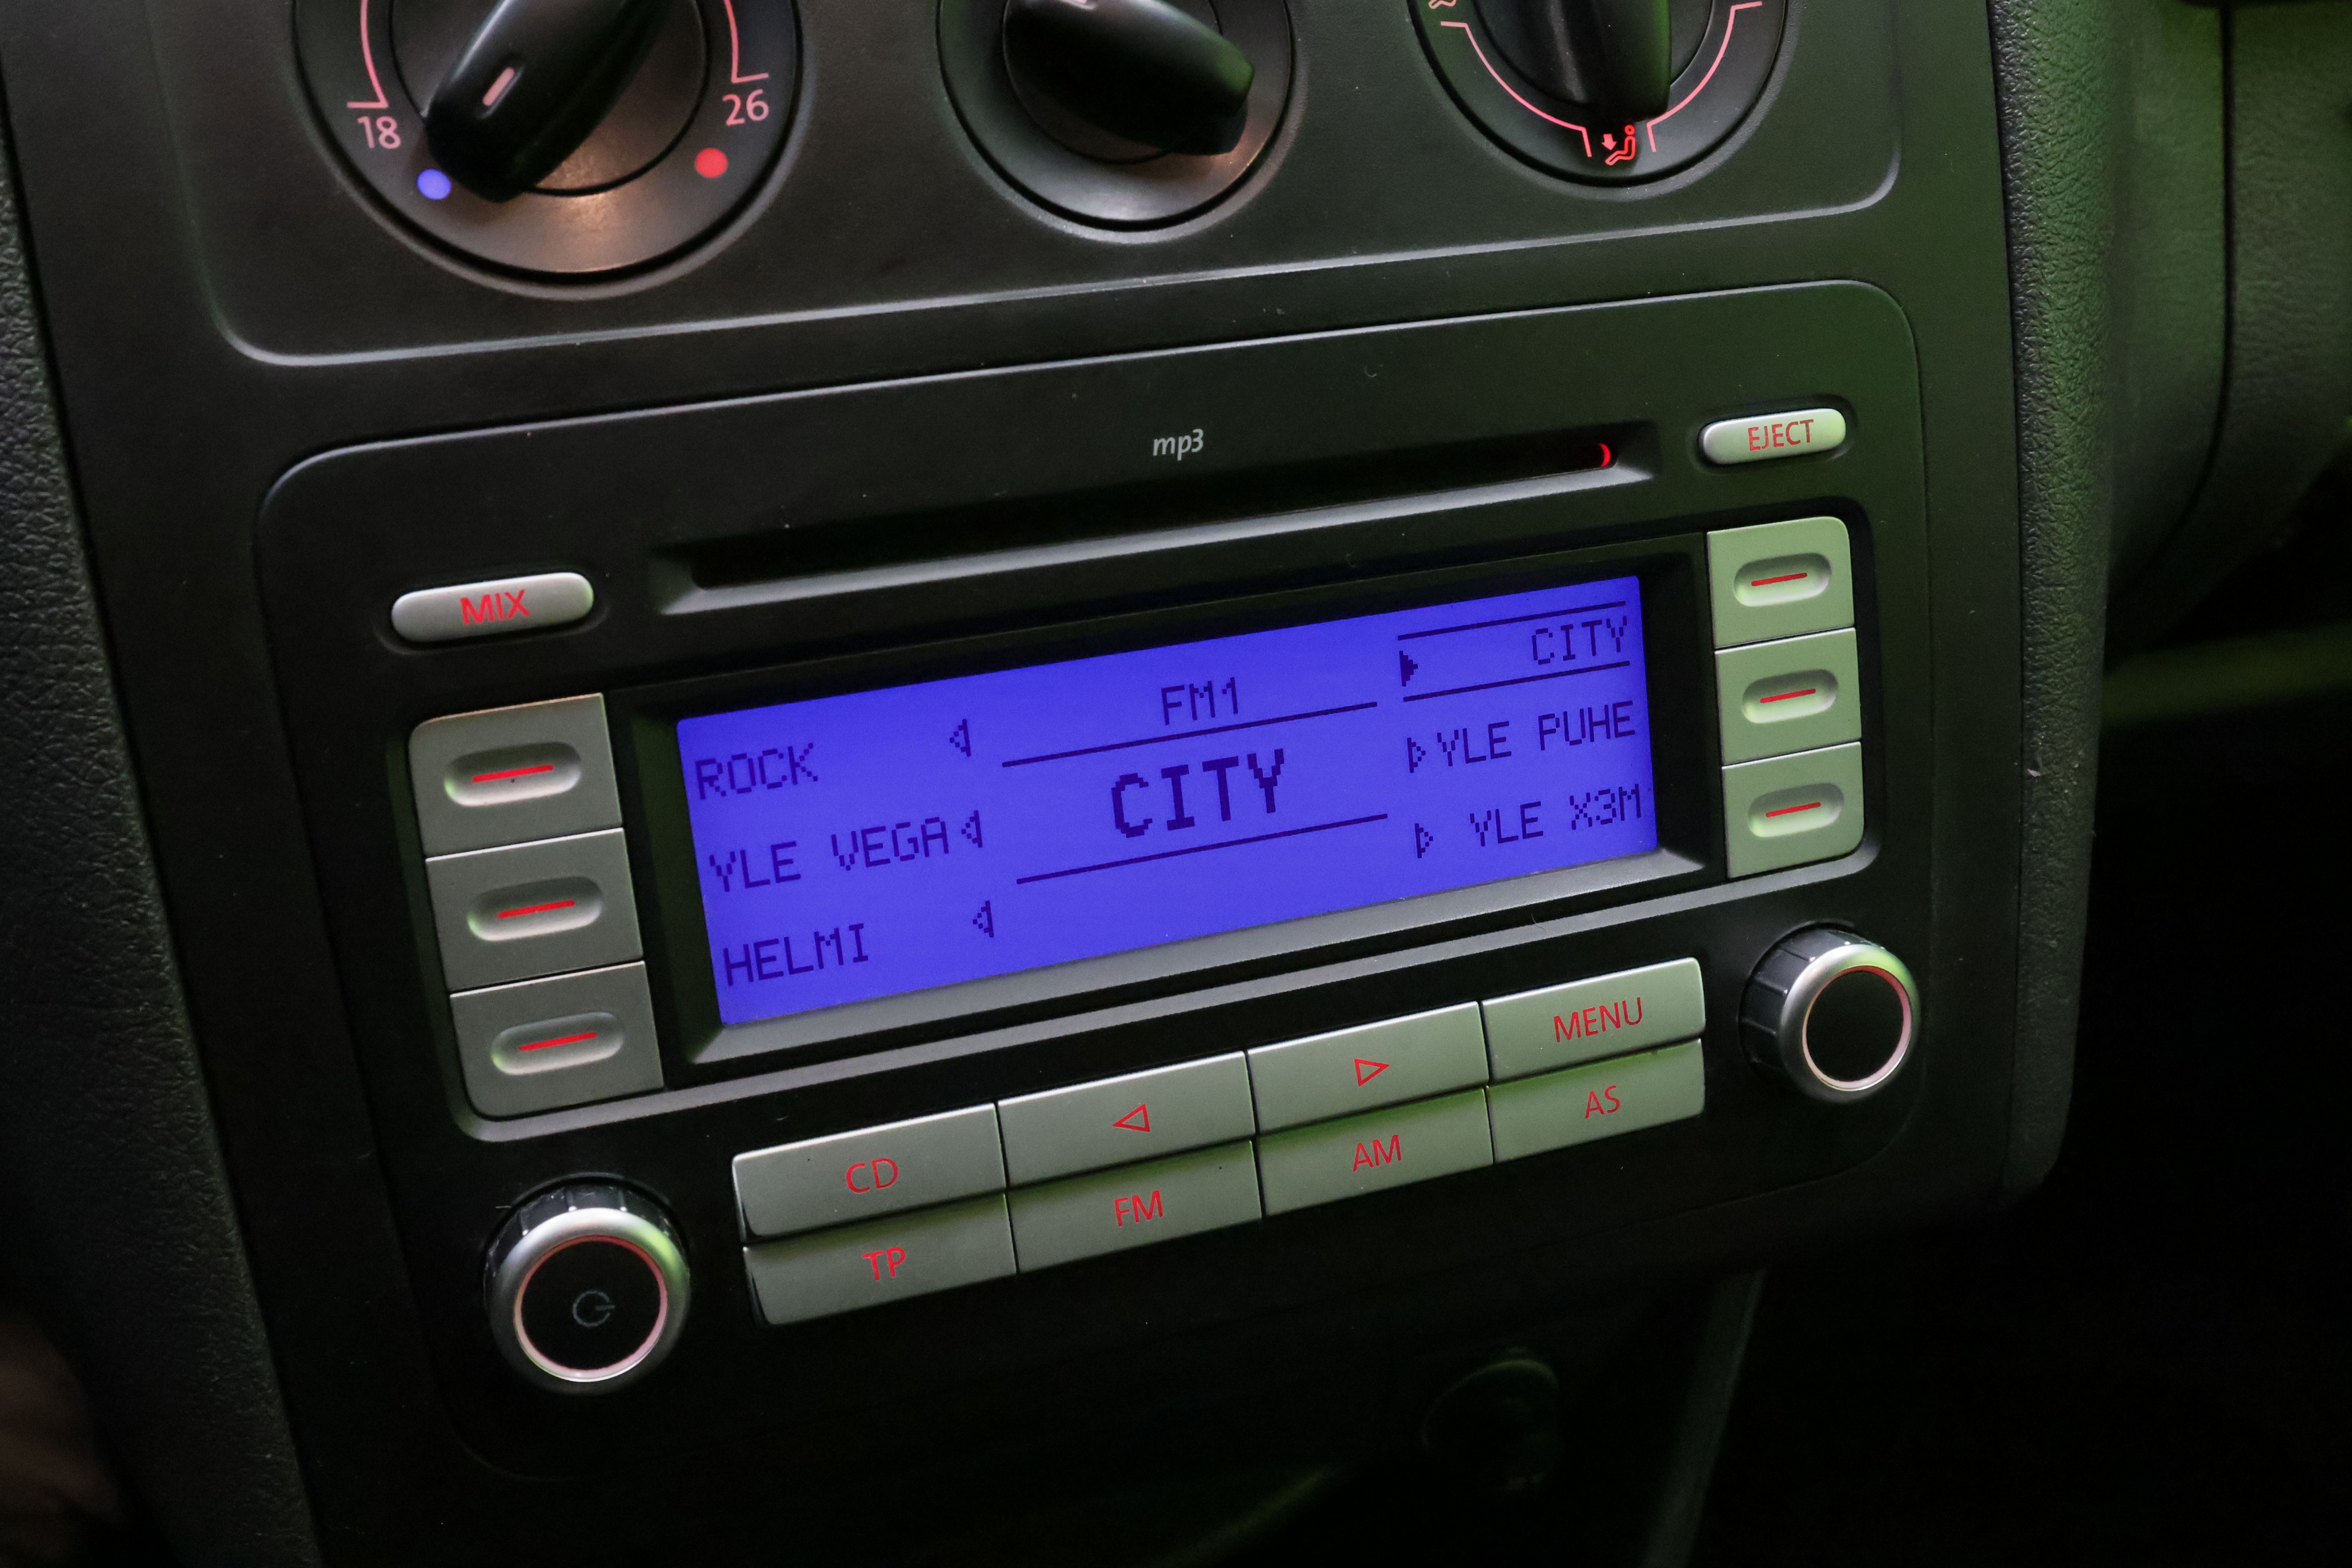 18
26
mp3
EJECT
MIX
FM1
CITY
ROCK
YLE VEGA
HELMI
CITY
YLE PUHE
YLE X3M
CD
MENU
TP
FM
AM
AS